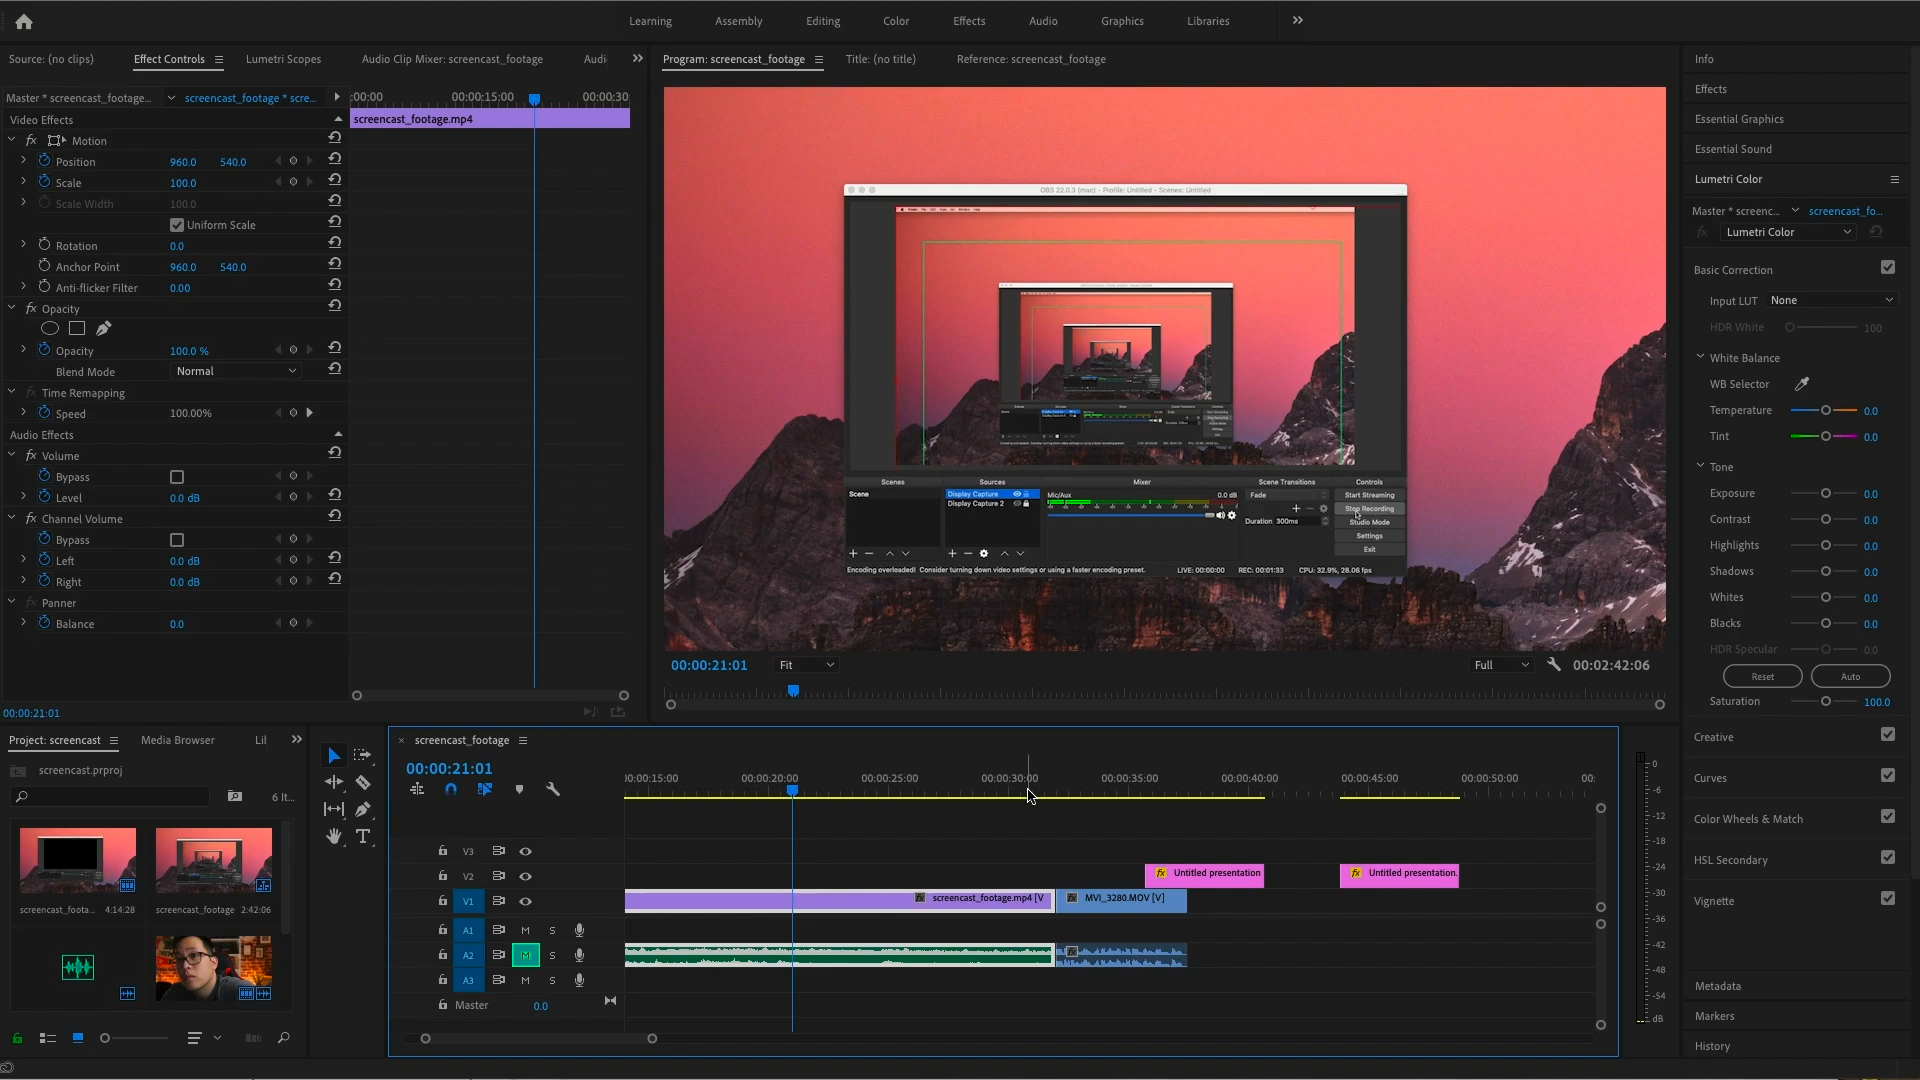 Learning Assembly Editing Color Effects Audio Graphics Libraries
Source: (no clips) Effect Controls Lumetri Scopes Audio Clip Mixer: screencast_footage Audi
Master * screencast_footage... screencast_footage * scre...
:00:00 00:00:15:00 00:00:30
screencast_footage.mp4
Video Effects
fx Motion
Position 960.0 540.0
Scale 100.0
Scale Width 100.0
Uniform Scale
Rotation 0.0
Anchor Point 960.0 540.0
Anti-flicker Filter 0.00
fx Opacity
Opacity 100.0 %
Blend Mode Normal
fx Time Remapping
Speed 100.00%
Audio Effects
fx Volume
Bypass
Level 0.0 dB
fx Channel Volume
Bypass
Left 0.0 dB
Right 0.0 dB
fx Panner
Balance 0.0
00:00:21:01
Program: screencast_footage Title: (no title) Reference: screencast_footage
OBS 22.0.3 (mac) - Profile: Untitled - Scenes: Untitled
Scenes Sources Mixer Scene Transitions Controls
Scene
Display Capture
Display Capture 2
Mic/Aux 0.0 dB
Fade
Duration 300ms
Start Streaming
Stop Recording
Studio Mode
Settings
Exit
Encoding overloaded! Consider turning down video settings or using a faster encoding preset. LIVE: 00:00:00 REC: 00:01:33 CPU: 32.9%, 28.06 fps
00:00:21:01 Fit Full 00:02:42:06
Info
Effects
Essential Graphics
Essential Sound
Lumetri Color
Master * screenc... screencast_fo...
fx Lumetri Color
Basic Correction
Input LUT None
HDR White 100
White Balance
WB Selector
Temperature 0.0
Tint 0.0
Tone
Exposure 0.0
Contrast 0.0
Highlights 0.0
Shadows 0.0
Whites 0.0
Blacks 0.0
HDR Specular 0.0
Reset Auto
Saturation 100.0
Creative
Curves
Color Wheels & Match
HSL Secondary
Vignette
Metadata
Markers
History
Project: screencast Media Browser Lil
screencast.prproj
6 It...
screencast_foota... 4:14:28
screencast_footage 2:42:06
screencast_footage
00:00:21:01
00:00:15:00 00:00:20:00 00:00:25:00 00:00:30:00 00:00:35:00 00:00:40:00 00:00:45:00 00:00:50:00 00:
V3
V2 fx Untitled presentation fx Untitled presentation.
V1 screencast_footage.mp4 [V MVI_3280.MOV [V]
A1 M S
A2 M S
A3 M S
Master 0.0
0
-6
-12
-18
-24
-30
-36
-42
-48
-54
dB